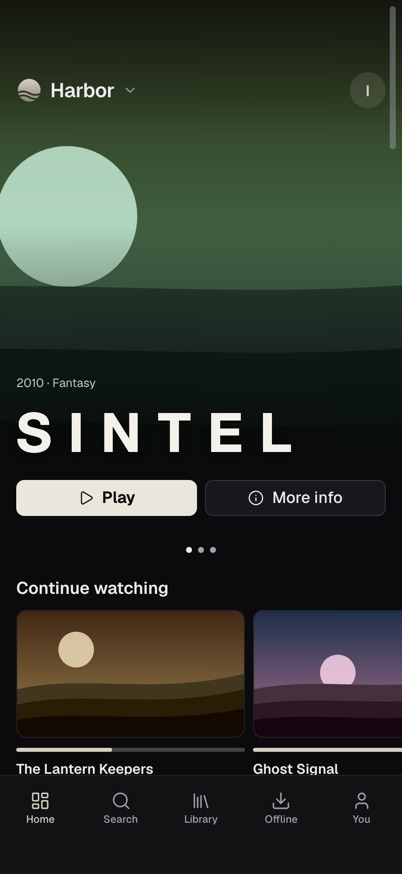 Harbor
I
2010 · Fantasy
SINTEL
Play
More info
Continue watching
The Lantern Keepers
Ghost Signal
Home
Search
Library
Offline
You